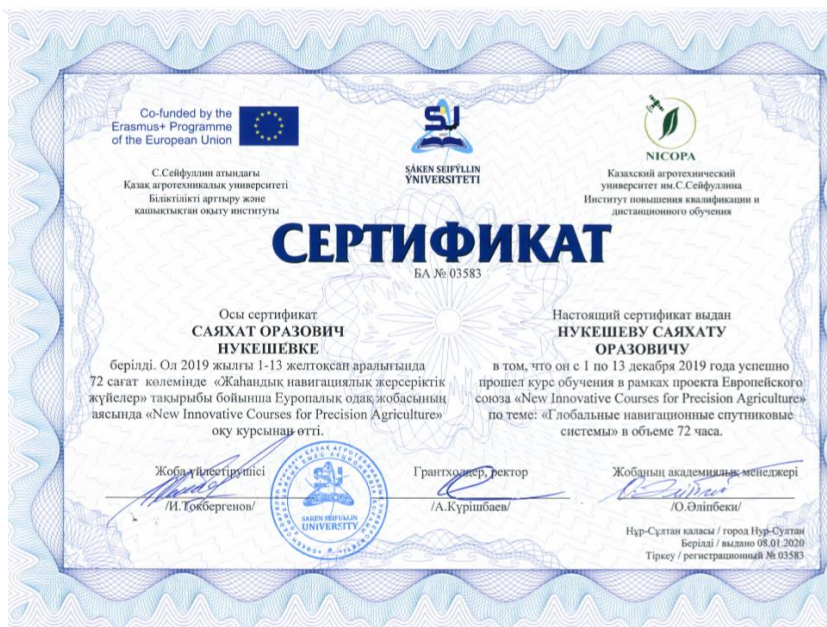 Co-funded by the
Erasmus+ Programme
of the European Union
SÁKEN SEIFÝLLIN
ÝNIVERSITETI
NICOPA
С.Сейфуллин атындағы
Қазақ агротехникалық университеті
Біліктілікті арттыру және
қашықтықтан оқыту институты
Казахский агротехнический
университет им.С.Сейфуллина
Институт повышения квалификации и
дистанционного обучения
СЕРТИФИКАТ
БА № 03583
Осы сертификат
САЯХАТ ОРАЗОВИЧ
НУКЕШЕВКЕ
берілді. Ол 2019 жылғы 1-13 желтоқсан аралығында
72 сағат көлемінде «Жаһандық навигациялық жерсеріктік
жүйелер» тақырыбы бойынша Еуропалық одақ жобасының
аясында «New Innovative Courses for Precision Agriculture»
оқу курсынан өтті.
Настоящий сертификат выдан
НУКЕШЕВУ САЯХАТУ
ОРАЗОВИЧУ
в том, что он с 1 по 13 декабря 2019 года успешно
прошел курс обучения в рамках проекта Европейского
союза «New Innovative Courses for Precision Agriculture»
по теме: «Глобальные навигационные спутниковые
системы» в объеме 72 часа.
Жоба үйлестірушісі
/И.Тоқбергенов/
Грантхолдер, ректор
/А.Күрішбаев/
Жобаның академиялық менеджері
/О.Әліпбеки/
SAKEN SEIFULLIN
UNIVERSITY
Нұр-Сұлтан қаласы / город Нур-Султан
Берілді / выдано 08.01.2020
Тіркеу / регистрационный № 03583